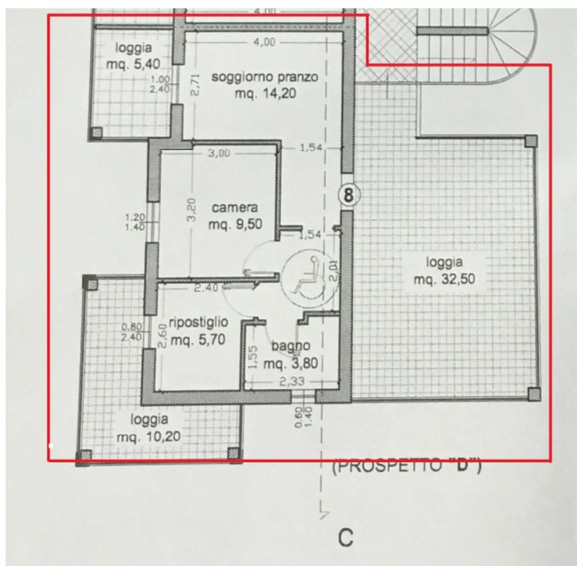 4,00
4,00
loggia
mq. 5,40
soggiorno pranzo
mq. 14,20
1.00
2.40
2,71
3,00
1,54
3,20
camera
mq. 9,50
8
1.20
1.40
1,54
2,01
loggia
mq. 32,50
2,40
ripostiglio
mq. 5,70
0.80
2.40
2,60
bagno
mq. 3,80
1,55
2,33
0.60
1.40
loggia
mq. 10,20
(PROSPETTO "D")
C